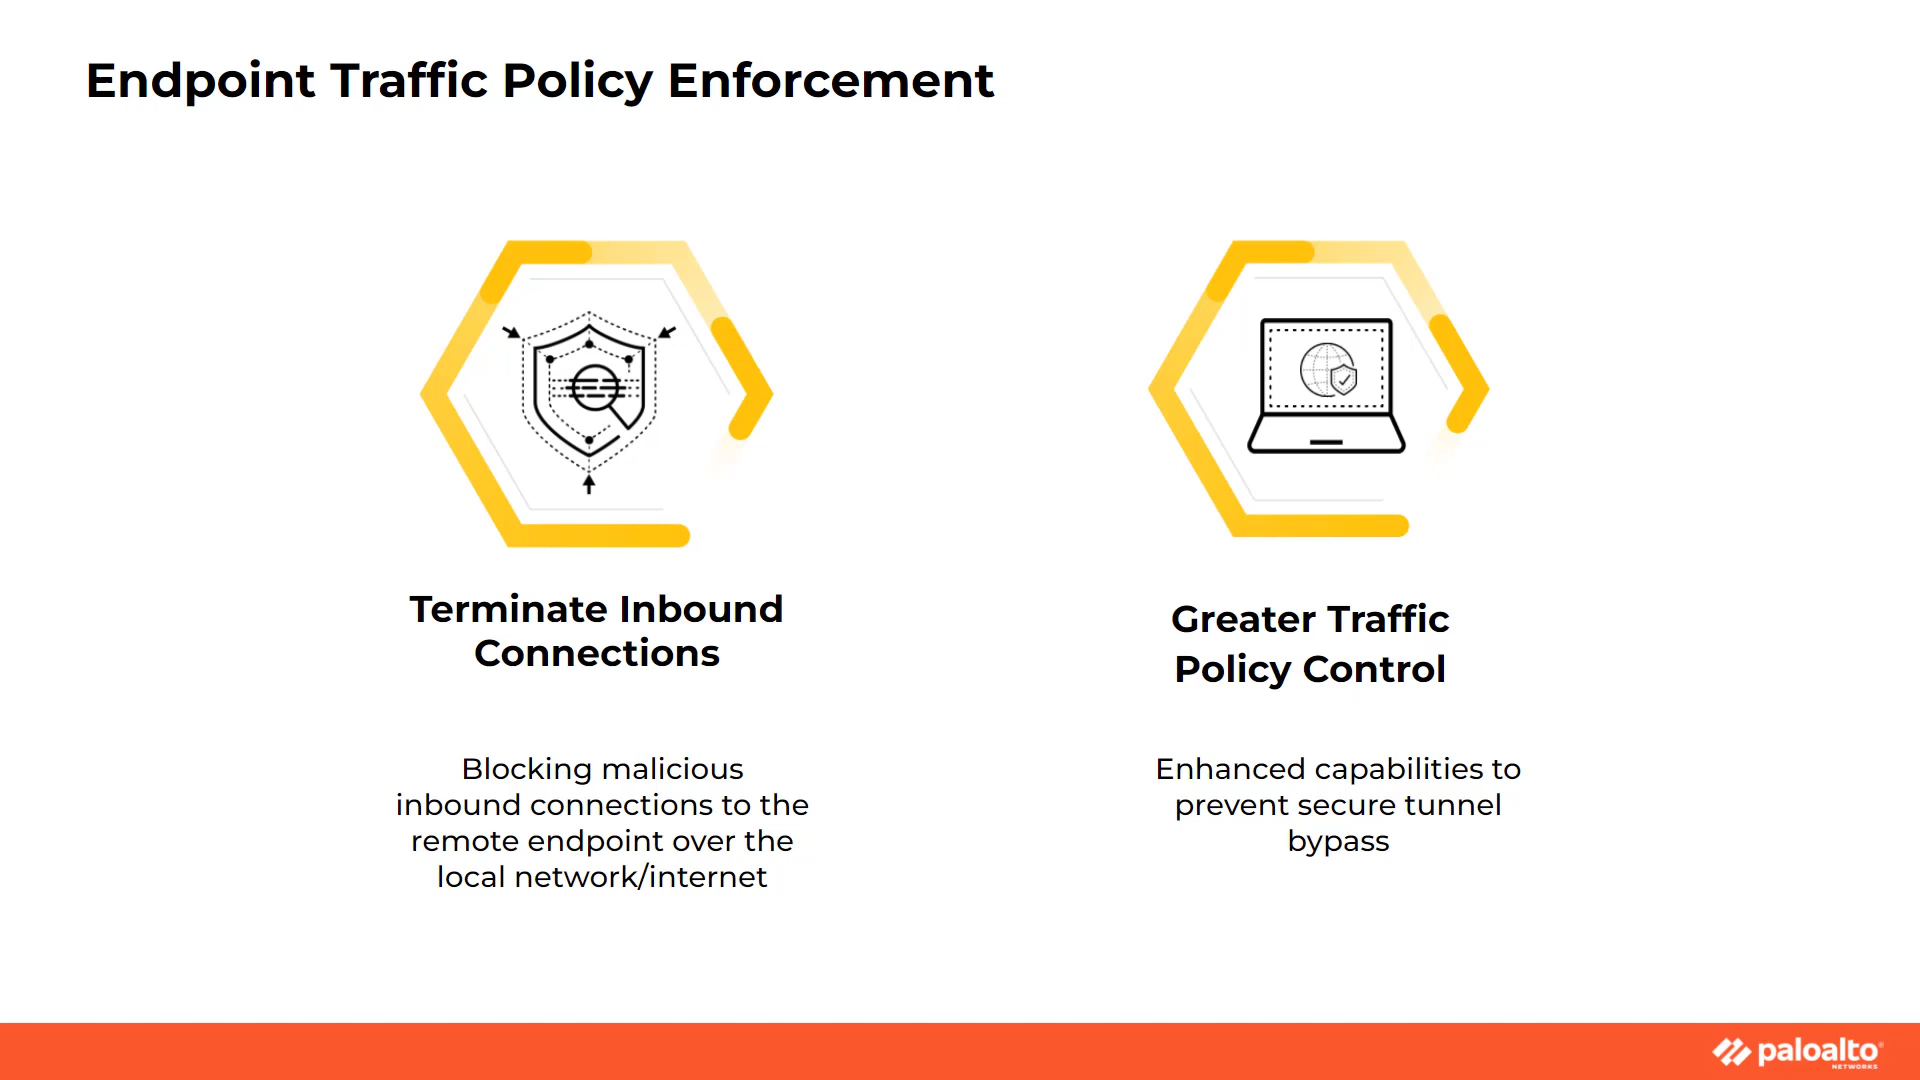 Endpoint Traffic Policy Enforcement
Terminate Inbound
Connections
Blocking malicious
inbound connections to the
remote endpoint over the
local network/internet
Greater Traffic
Policy Control
Enhanced capabilities to
prevent secure tunnel
bypass
paloalto
NETWORKS